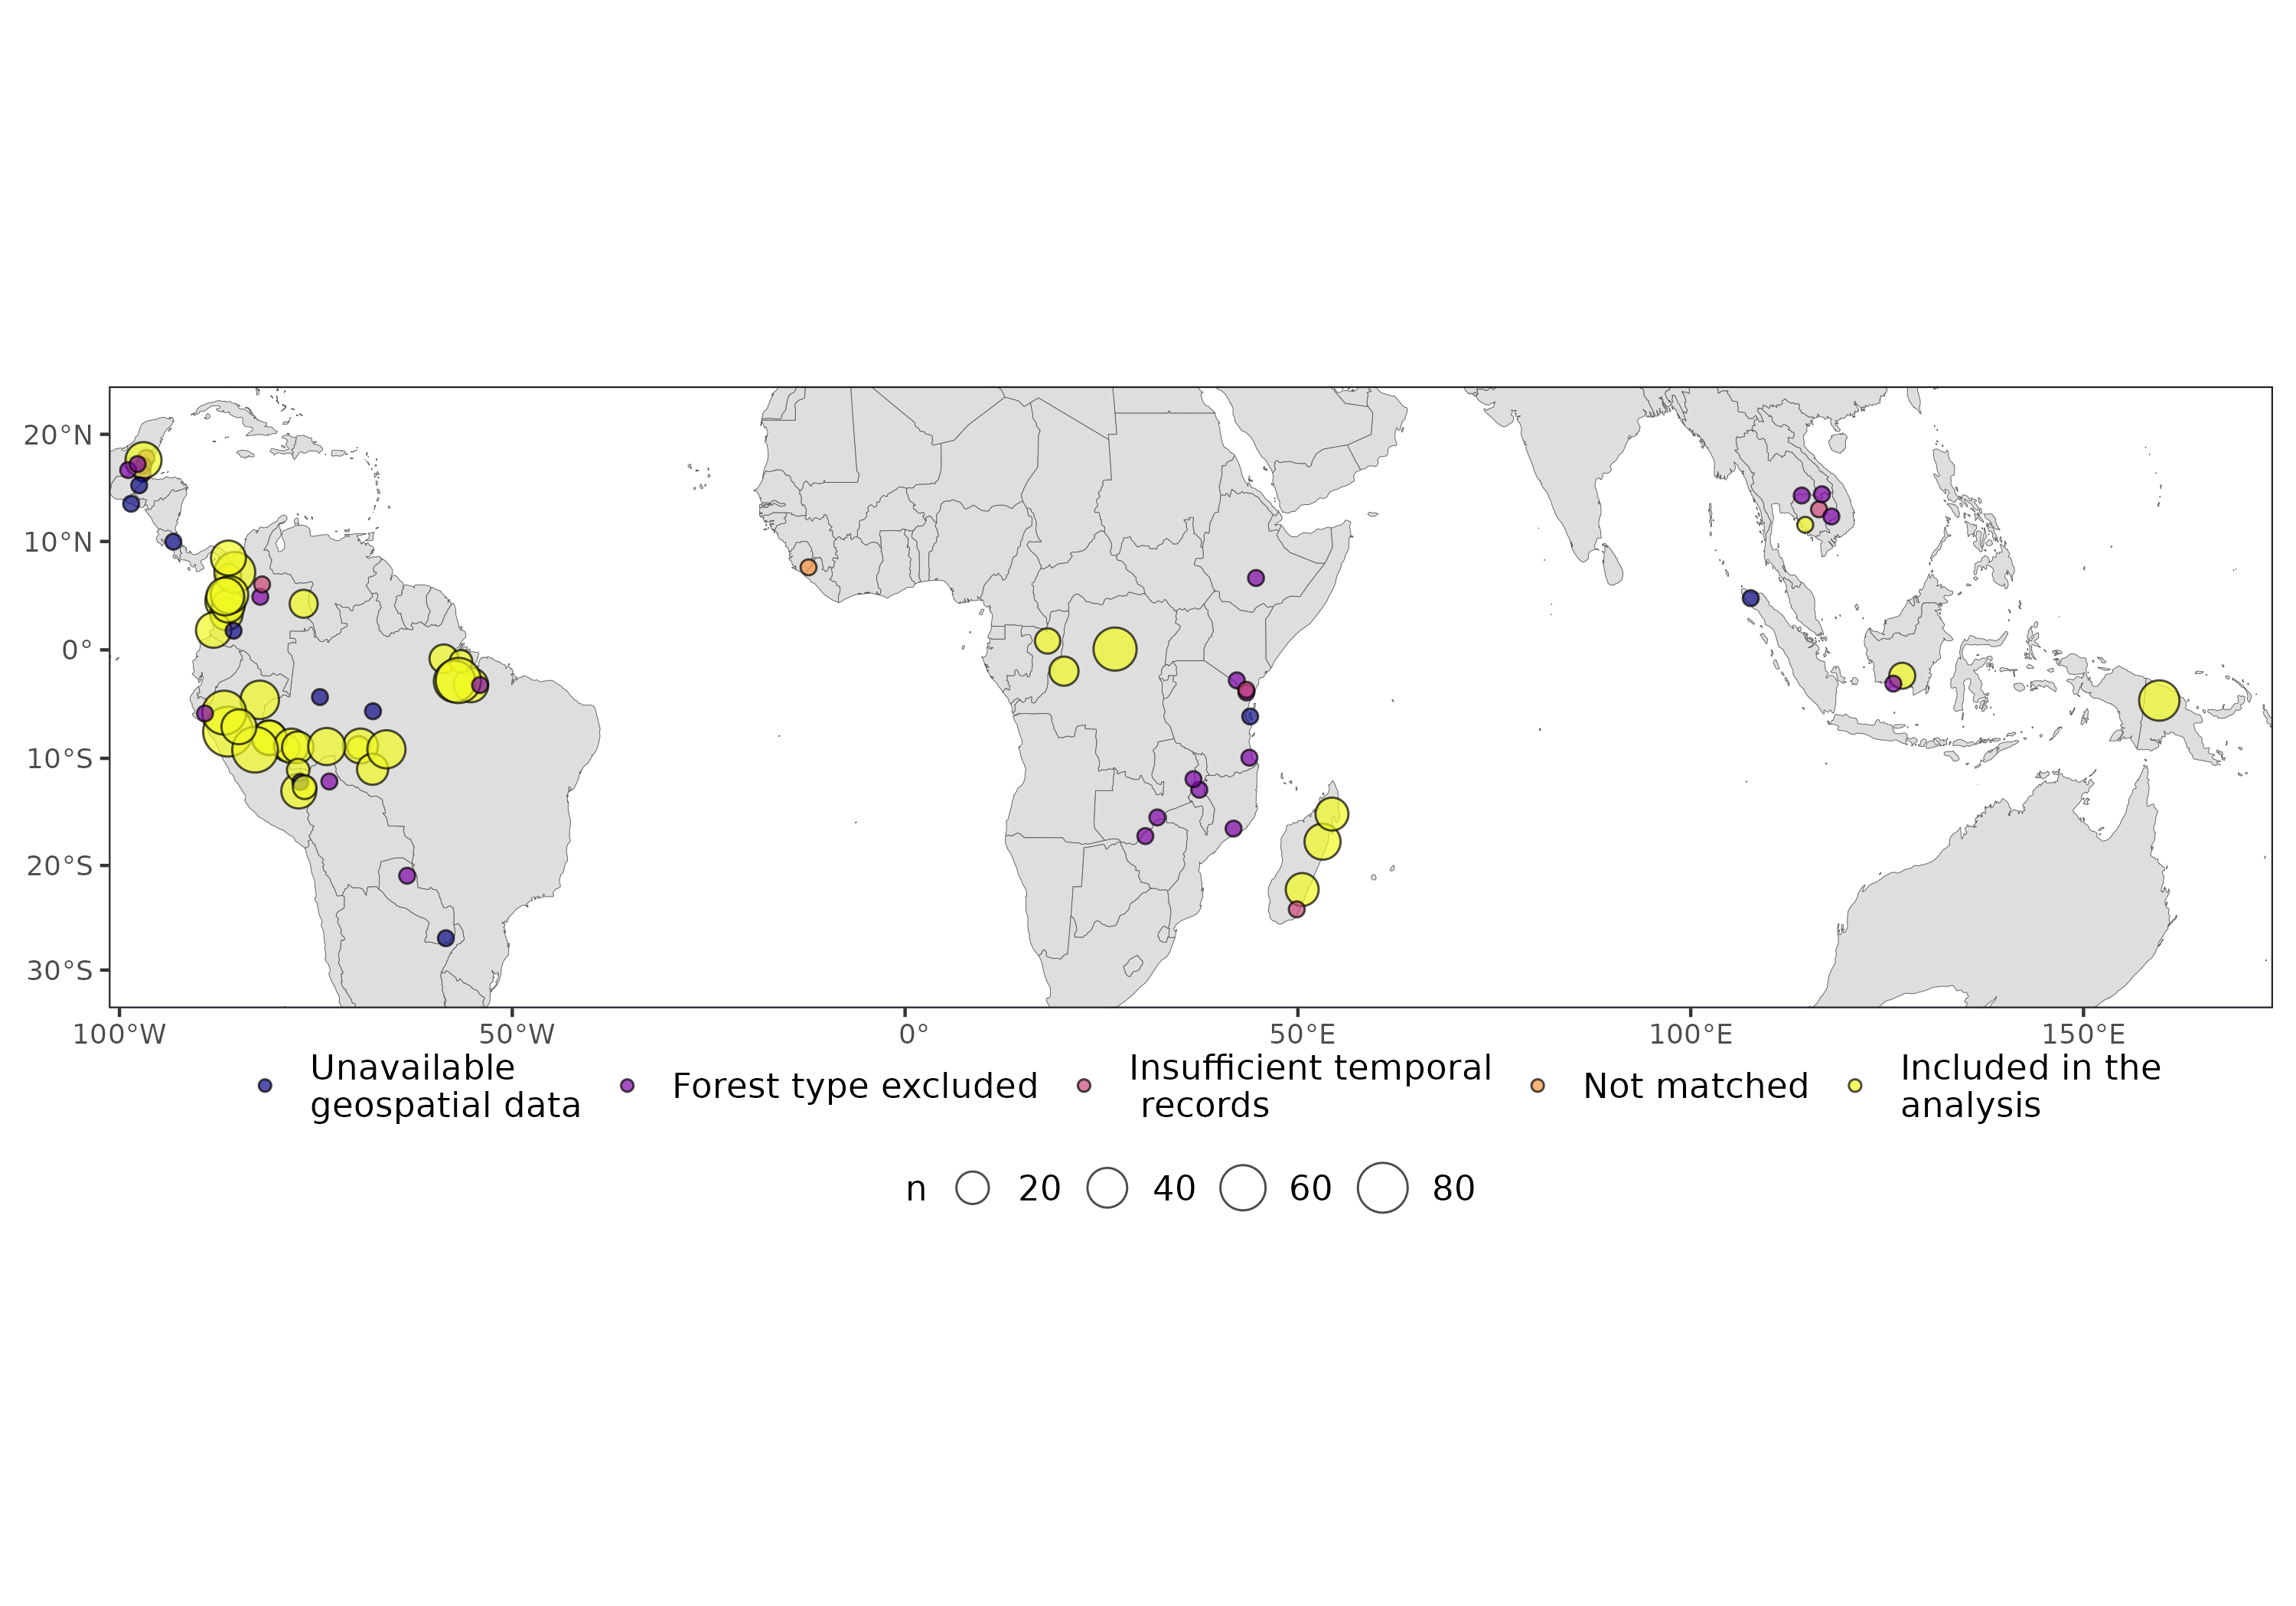 20°N
10°N
0°
10°S
20°S
30°S
100°W 50°W 0° 50°E 100°E 150°E
Unavailable
geospatial data
Forest type excluded
Insufficient temporal
records
Not matched
Included in the
analysis
n 20 40 60 80